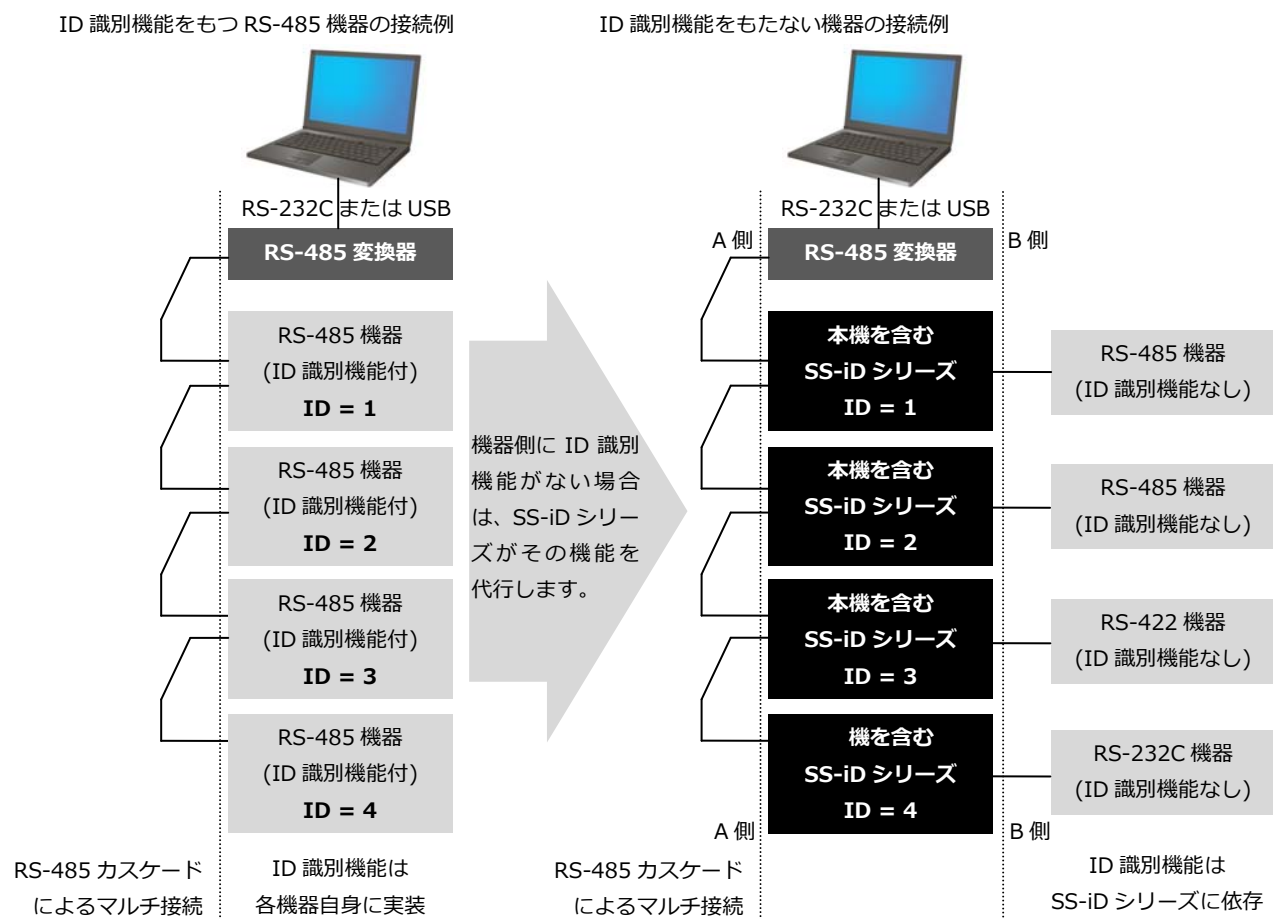 ID 識別機能をもつ RS-485 機器の接続例
RS-232C または USB
RS-485 変換器
RS-485 機器
(ID 識別機能付)
ID = 1
RS-485 機器
(ID 識別機能付)
ID = 2
RS-485 機器
(ID 識別機能付)
ID = 3
RS-485 機器
(ID 識別機能付)
ID = 4
RS-485 カスケード
によるマルチ接続
ID 識別機能は
各機器自身に実装
機器側に ID 識別
機能がない場合
は、SS-iD シリー
ズがその機能を
代行します。
ID 識別機能をもたない機器の接続例
RS-232C または USB
A 側
RS-485 変換器
B 側
本機を含む
SS-iD シリーズ
ID = 1
RS-485 機器
(ID 識別機能なし)
本機を含む
SS-iD シリーズ
ID = 2
RS-485 機器
(ID 識別機能なし)
本機を含む
SS-iD シリーズ
ID = 3
RS-422 機器
(ID 識別機能なし)
機を含む
SS-iD シリーズ
ID = 4
RS-232C 機器
(ID 識別機能なし)
A 側
B 側
RS-485 カスケード
によるマルチ接続
ID 識別機能は
SS-iD シリーズに依存